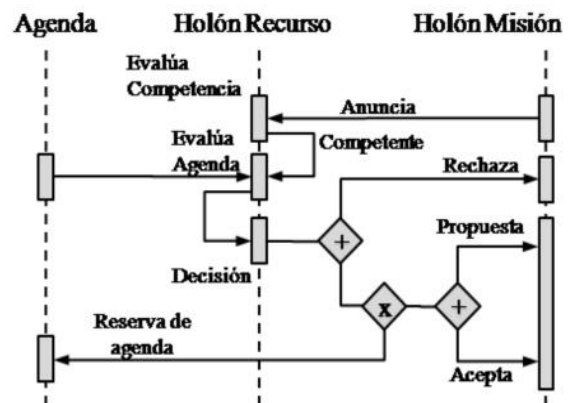 Agenda
Holón Recurso
Holón Misión
Evalúa
Competencia
Anuncia
Evalúa
Agenda
Competente
Rechaza
+
Propuesta
Decisión
x
+
Reserva de
agenda
Acepta